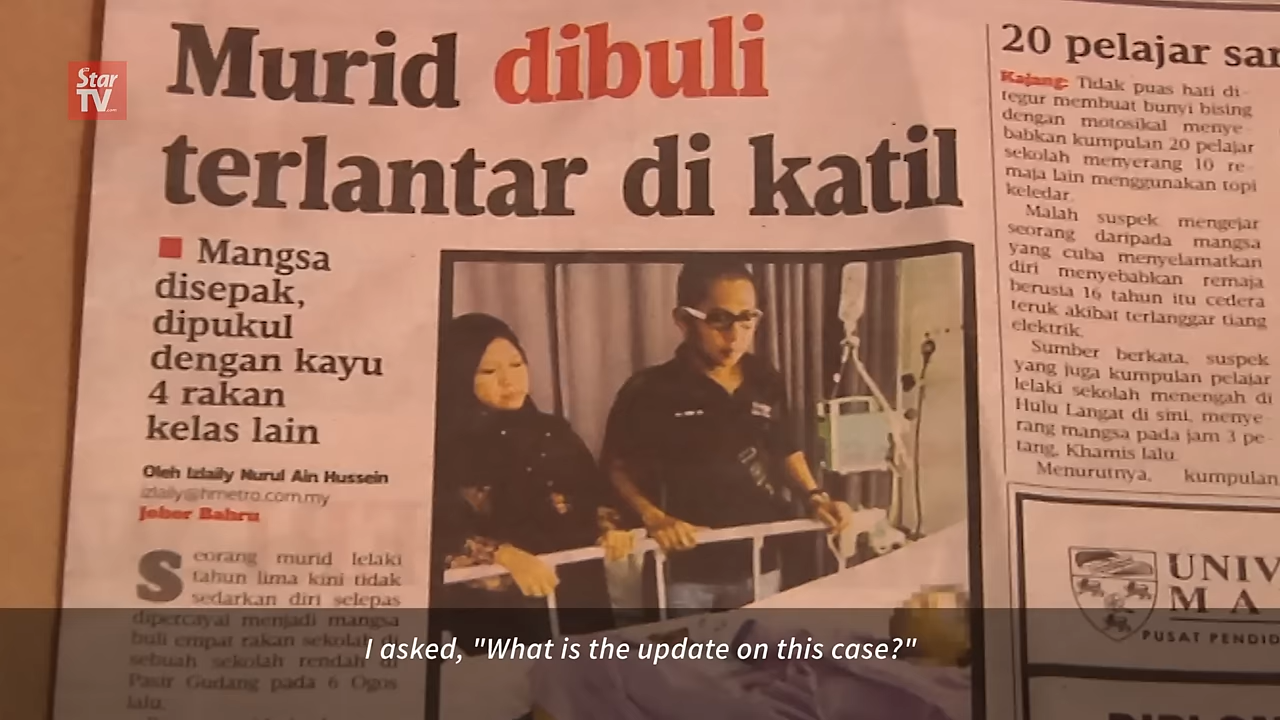 Star
TV.com
Murid dibuli
terlantar di katil
Mangsa
disepak,
dipukul
dengan kayu
4 rakan
kelas lain
Oleh Izlaily Nurul Ain Hussein
izlaily@hmetro.com.my
Johor Bahru
Seorang murid lelaki
tahun lima kini tidak
sedarkan diri selepas
dipercayai menjadi mangsa
buli empat rakan sekolah di
sebuah sekolah rendah di
Pasir Gudang pada 6 Ogos
lalu.
20 pelajar
Kajang: Tidak puas hati di-
tegur membuat bunyi bising
dengan motosikal menye-
babkan kumpulan 20 pelajar
sekolah menyerang 10 re-
maja lain menggunakan topi
keledar.
Malah suspek mengejar
seorang daripada mangsa
yang cuba menyelamatkan
diri menyebabkan remaja
berusia 16 tahun itu cedera
teruk akibat terlanggar tiang
elektrik.
Sumber berkata, suspek
yang juga kumpulan pelajar
lelaki sekolah menengah di
Hulu Langat di sini, menye-
rang mangsa pada jam 3 pe-
tang, Khamis lalu.
Menurutnya, kumpulan
UNIV
MA
PUSAT PENDID
I asked, "What is the update on this case?"